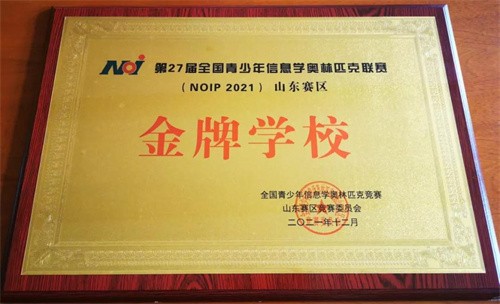 NOI 第27届全国青少年信息学奥林匹克联赛
（NOIP 2021）山东赛区
金牌学校
全国青少年信息学奥林匹克竞赛
山东赛区竞赛委员会
二〇二一年十二月